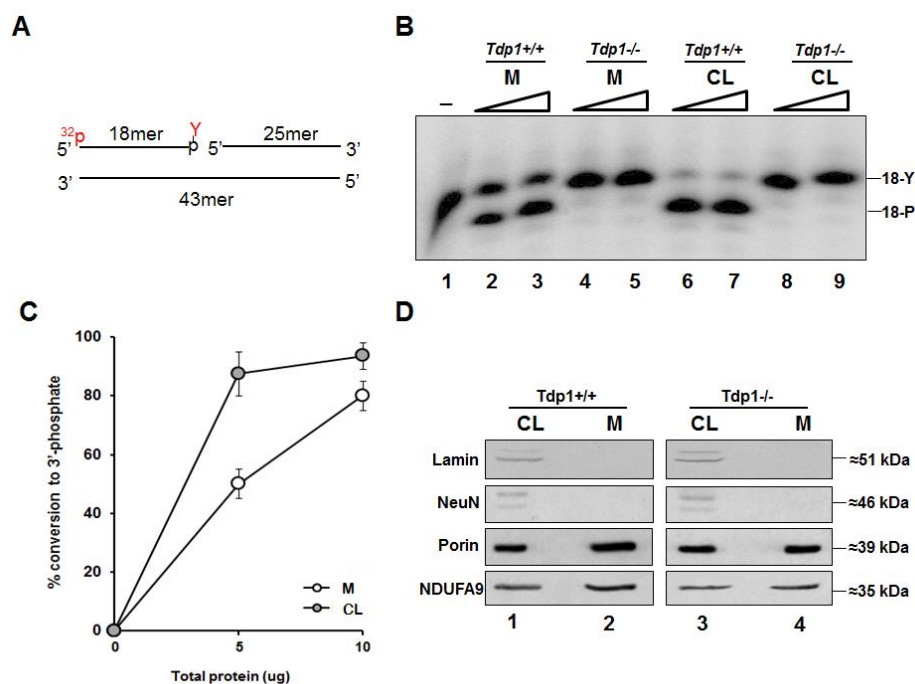 A
32p 18mer Y
5' p 5' 25mer 3'
3' 5'
43mer
B
Tdp1+/+ Tdp1-/- Tdp1+/+ Tdp1-/-
M M CL CL
–
18-Y
18-P
1 2 3 4 5 6 7 8 9
C
% conversion to 3'-phosphate
100
80
60
40
20
0
M
CL
0 5 10
Total protein (ug)
D
Tdp1+/+ Tdp1-/-
CL M CL M
Lamin ≈51 kDa
NeuN ≈46 kDa
Porin ≈39 kDa
NDUFA9 ≈35 kDa
1 2 3 4